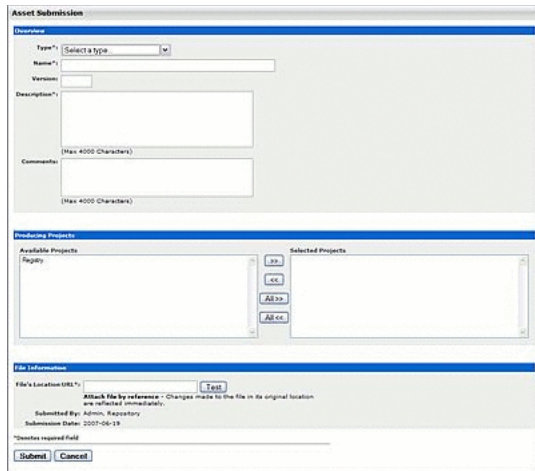 Asset Submission
Overview
Type*: Select a type
Name*:
Version:
Description*:
(Max 4000 Characters)
Comments:
(Max 4000 Characters)
Producing Projects
Available Projects
Selected Projects
Registry
>>
<<
All >>
All <<
File Information
File's Location URL*:
Test
Attach file by reference - Changes made to the file in its original location
are reflected immediately.
Submitted By: Admin, Repository
Submission Date: 2007-06-19
*Denotes required field
Submit Cancel